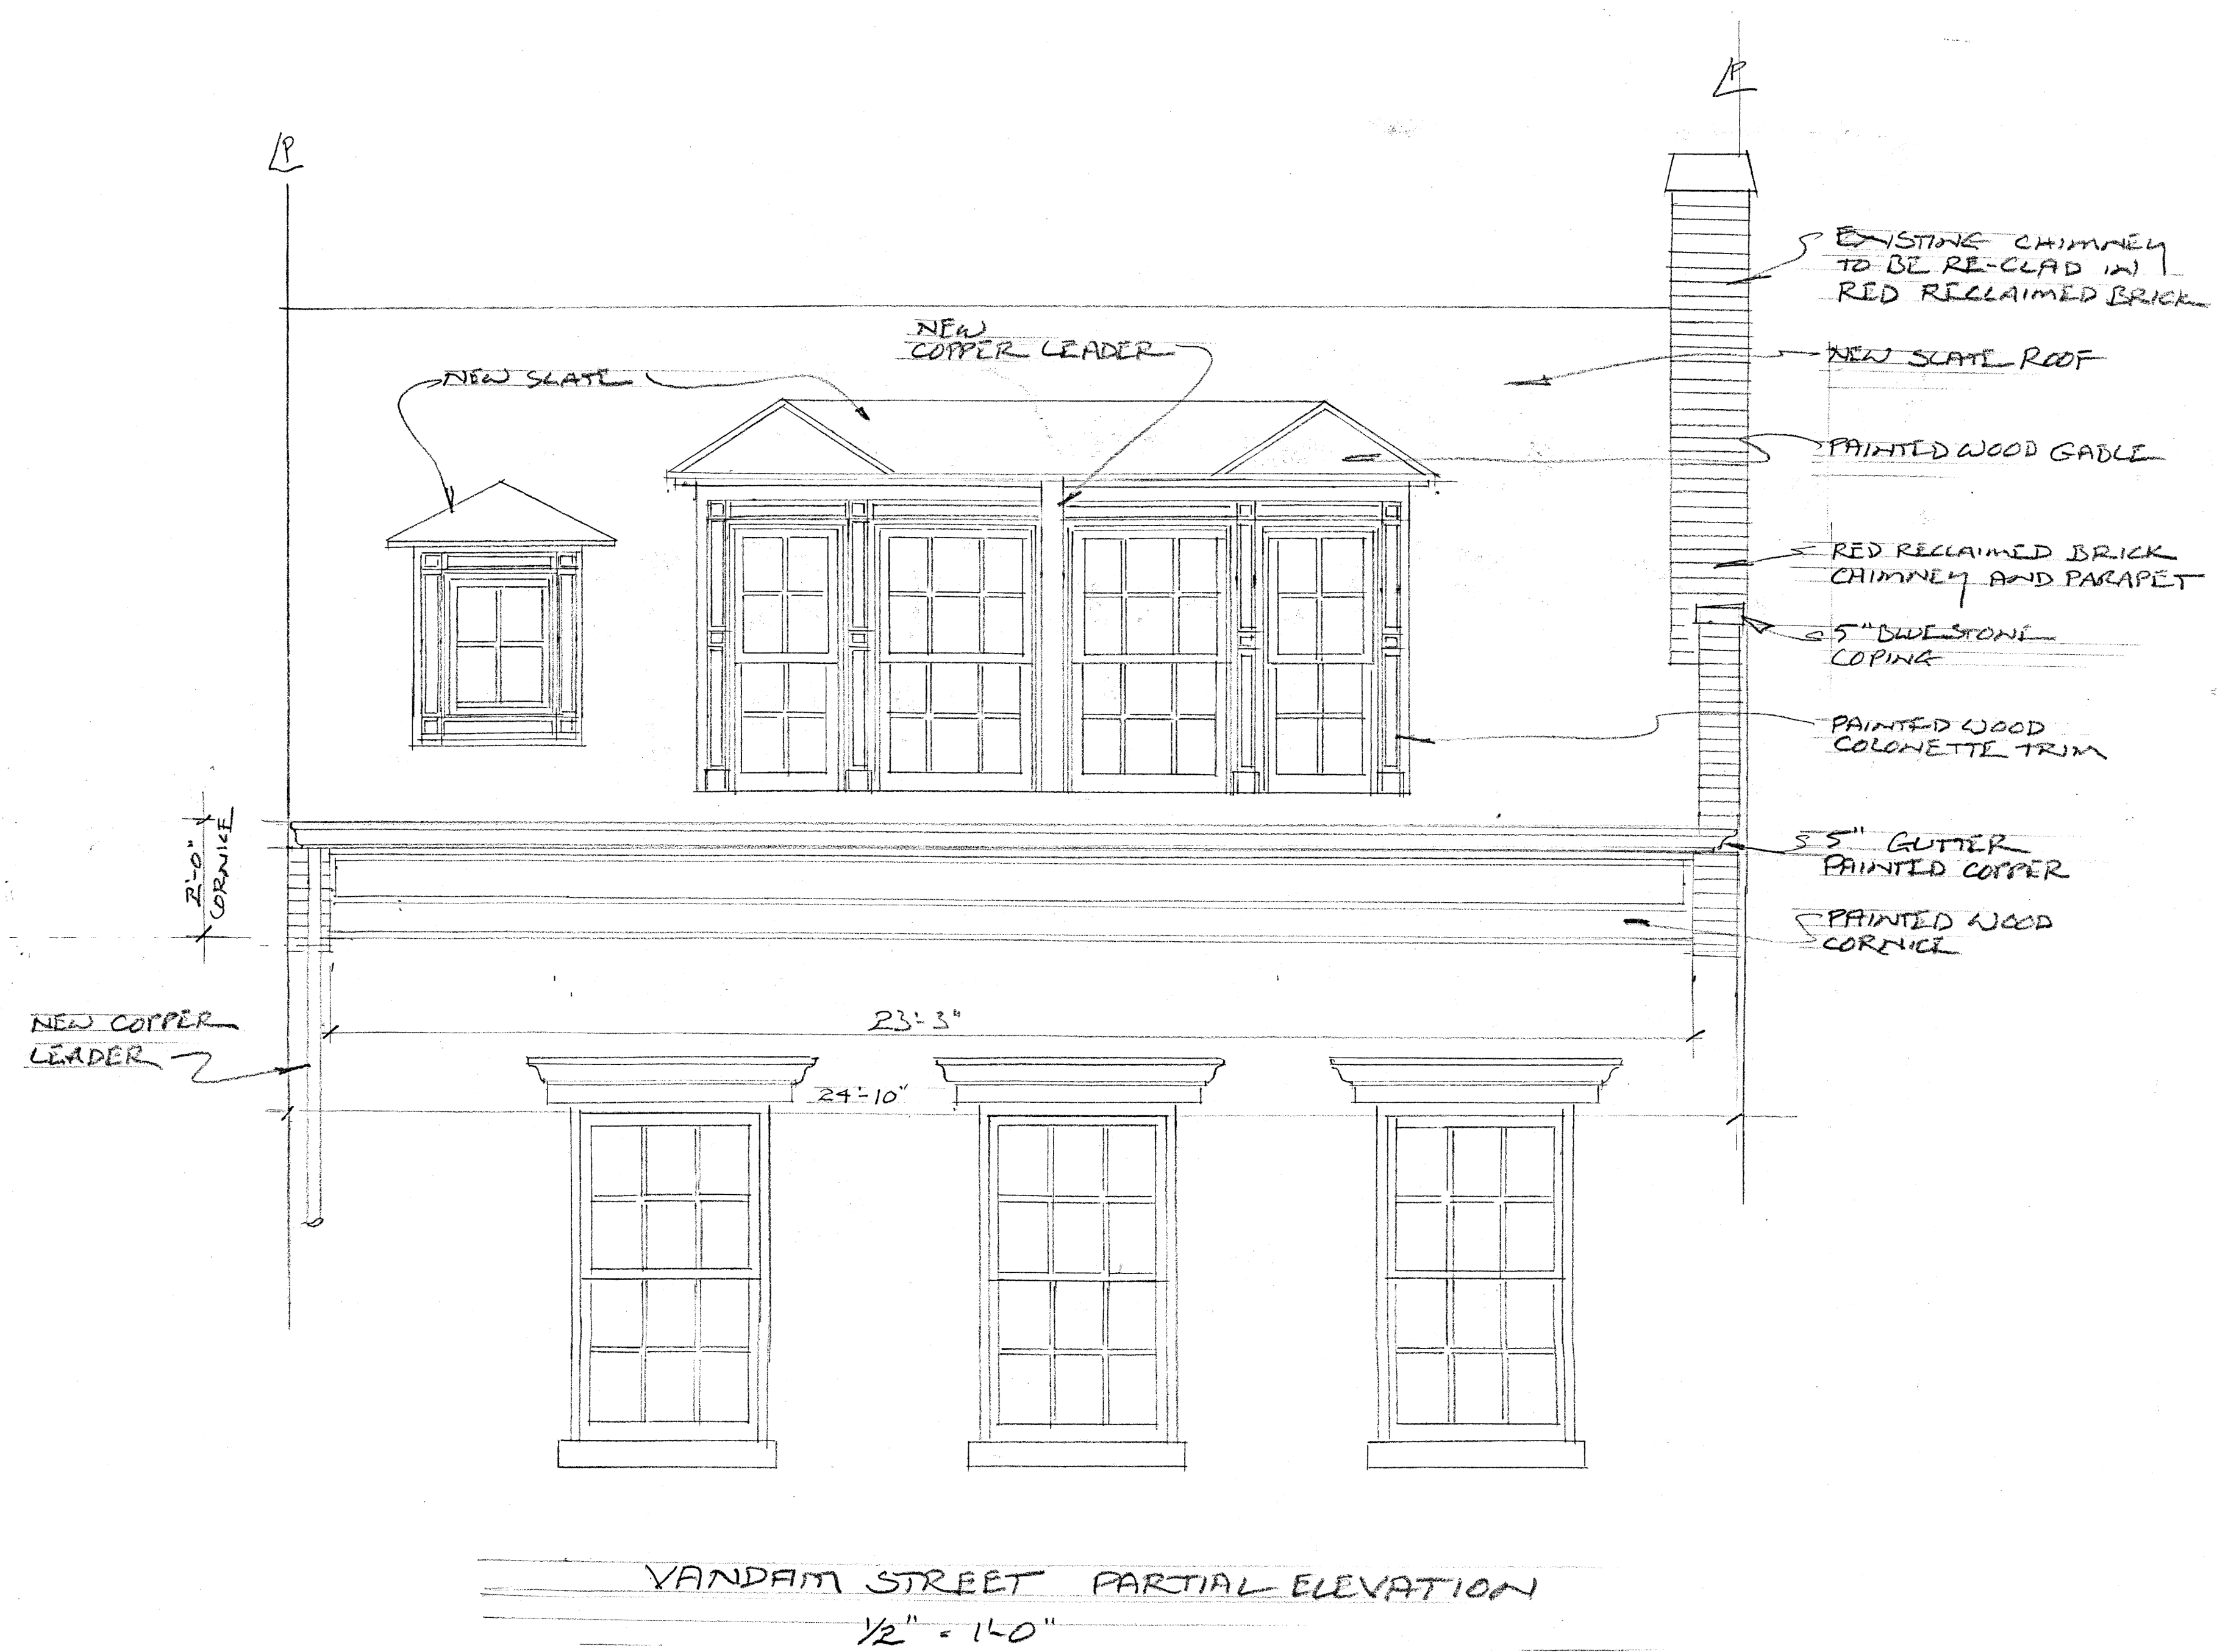 PL
PL
EXISTING CHIMNEY
TO BE RE-CLAD IN
RED RECLAIMED BRICK
NEW
COPPER LEADER
NEW SLATE ROOF
NEW SLATE
PAINTED WOOD GABLE
RED RECLAIMED BRICK
CHIMNEY AND PARAPET
5" BLUESTONE
COPING
PAINTED WOOD
COLONETTE TRIM
2'-0"
CORNICE
5" GUTTER
PAINTED COPPER
PAINTED WOOD
CORNICE
NEW COPPER
LEADER
23'-3"
24'-10"
VANDAM STREET PARTIAL ELEVATION
1/2" = 1'-0"